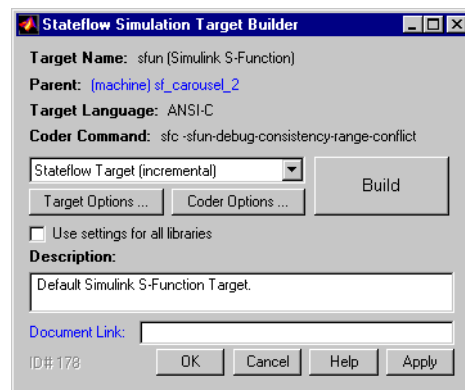 Stateflow Simulation Target Builder
Target Name: sfun (Simulink S-Function)
Parent: (machine) sf_carousel_2
Target Language: ANSI-C
Coder Command: sfc -sfun-debug-consistency-range-conflict
Stateflow Target (incremental)
Build
Target Options ... Coder Options ...
Use settings for all libraries
Description:
Default Simulink S-Function Target.
Document Link:
ID# 178 OK Cancel Help Apply